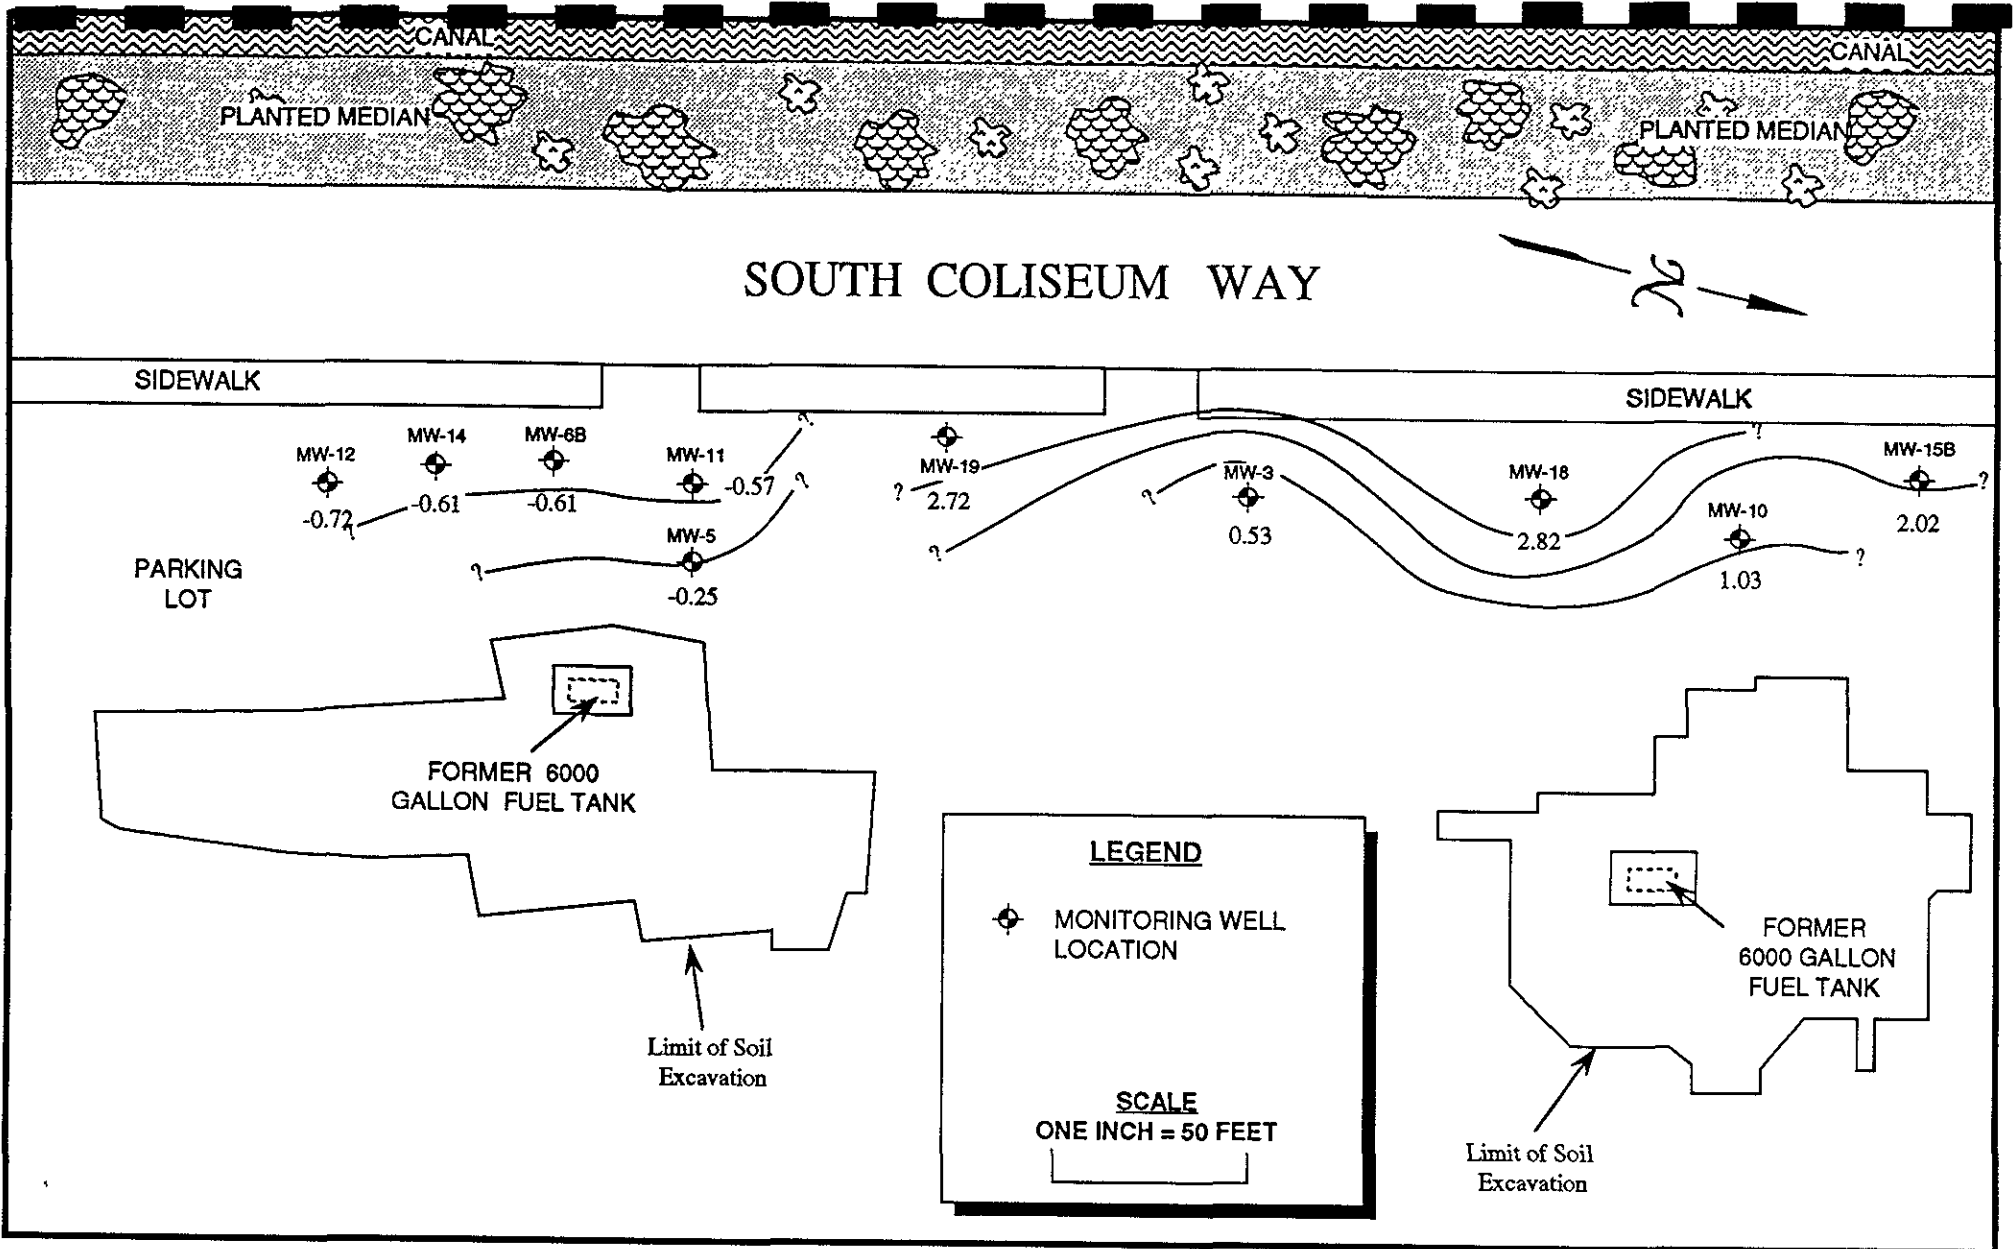 CANAL
CANAL
PLANTED MEDIAN
PLANTED MEDIAN
SOUTH COLISEUM WAY
N
SIDEWALK
SIDEWALK
MW-12
-0.72
?
MW-14
-0.61
MW-6B
-0.61
MW-11
-0.57
?
?
MW-5
-0.25
?
MW-19
2.72
?
?
MW-3
0.53
?
MW-18
2.82
?
MW-10
1.03
?
MW-15B
2.02
?
PARKING
LOT
FORMER 6000
GALLON FUEL TANK
Limit of Soil
Excavation
LEGEND
MONITORING WELL
LOCATION
SCALE
ONE INCH = 50 FEET
FORMER
6000 GALLON
FUEL TANK
Limit of Soil
Excavation